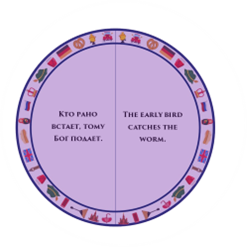 Кто рано
встает, тому
Бог подает.
The early bird
catches the
worm.